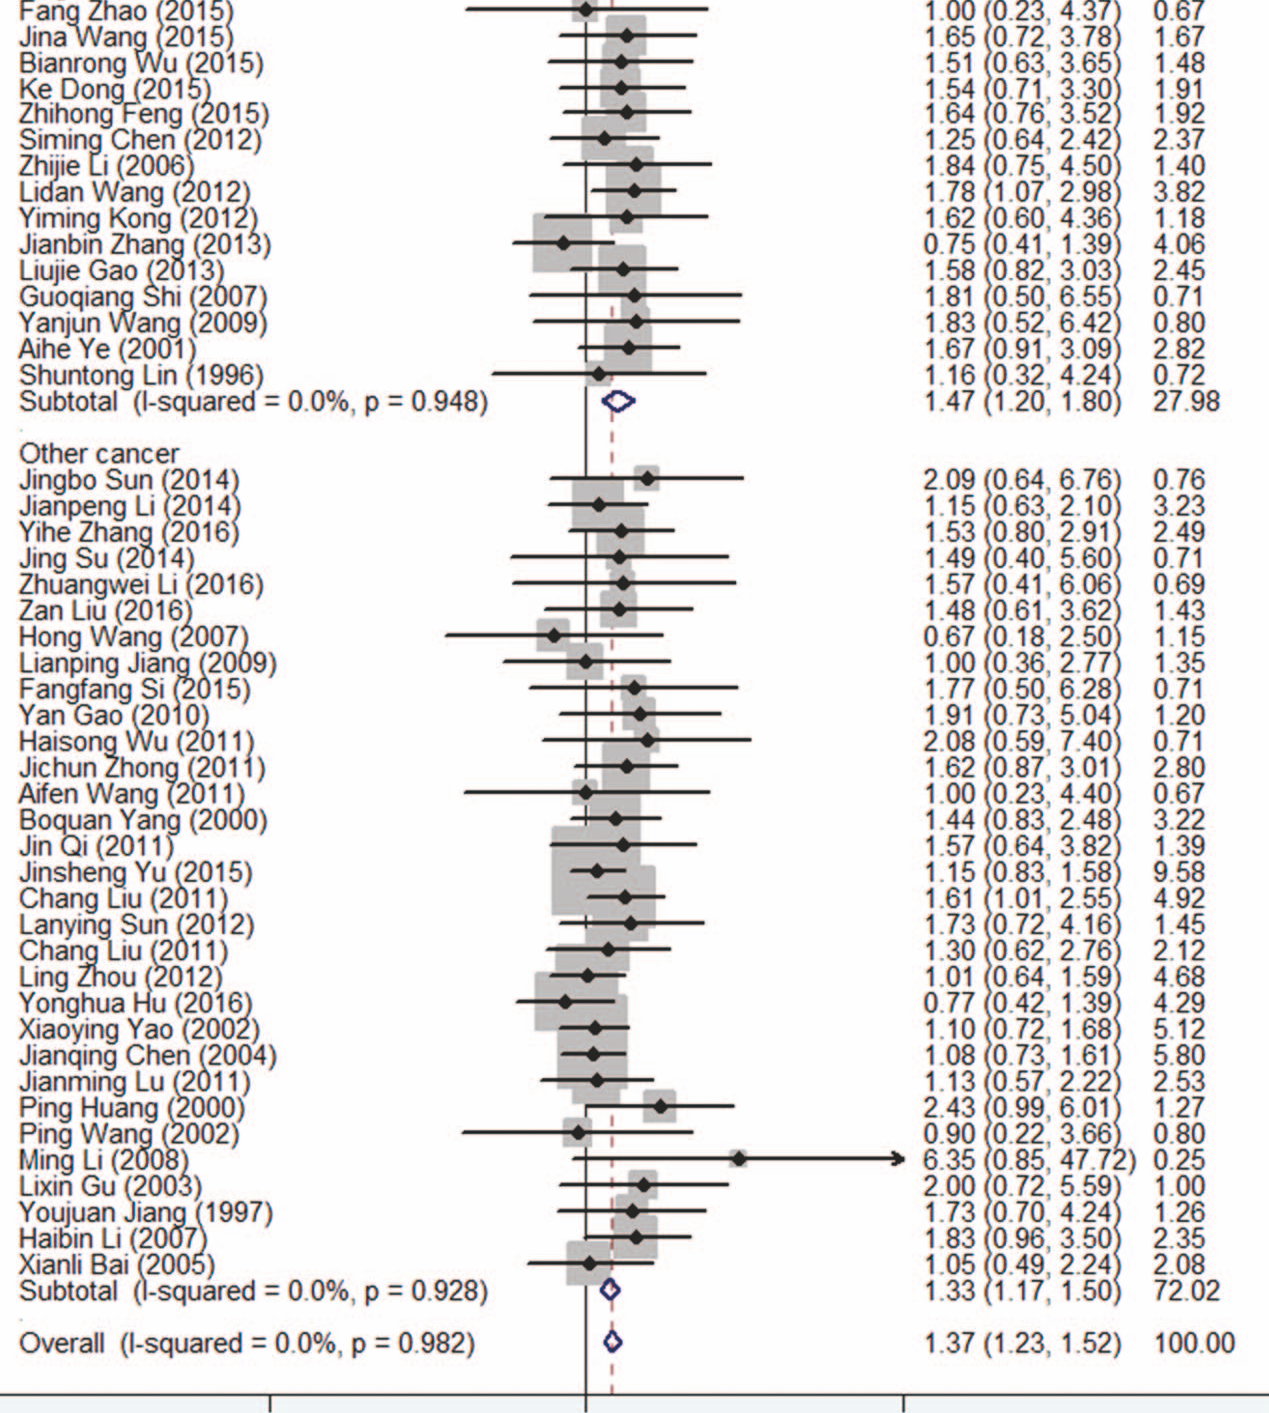 Fang Zhao (2015) 1.00 (0.23, 4.37) 0.67
Jina Wang (2015) 1.65 (0.72, 3.78) 1.67
Bianrong Wu (2015) 1.51 (0.63, 3.65) 1.48
Ke Dong (2015) 1.54 (0.71, 3.30) 1.91
Zhihong Feng (2015) 1.64 (0.76, 3.52) 1.92
Siming Chen (2012) 1.25 (0.64, 2.42) 2.37
Zhijie Li (2006) 1.84 (0.75, 4.50) 1.40
Lidan Wang (2012) 1.78 (1.07, 2.98) 3.82
Yiming Kong (2012) 1.62 (0.60, 4.36) 1.18
Jianbin Zhang (2013) 0.75 (0.41, 1.39) 4.06
Liujie Gao (2013) 1.58 (0.82, 3.03) 2.45
Guoqiang Shi (2007) 1.81 (0.50, 6.55) 0.71
Yanjun Wang (2009) 1.83 (0.52, 6.42) 0.80
Aihe Ye (2001) 1.67 (0.91, 3.09) 2.82
Shuntong Lin (1996) 1.16 (0.32, 4.24) 0.72
Subtotal (I-squared = 0.0%, p = 0.948) 1.47 (1.20, 1.80) 27.98
.
Other cancer
Jingbo Sun (2014) 2.09 (0.64, 6.76) 0.76
Jianpeng Li (2014) 1.15 (0.63, 2.10) 3.23
Yihe Zhang (2016) 1.53 (0.80, 2.91) 2.49
Jing Su (2014) 1.49 (0.40, 5.60) 0.71
Zhuangwei Li (2016) 1.57 (0.41, 6.06) 0.69
Zan Liu (2016) 1.48 (0.61, 3.62) 1.43
Hong Wang (2007) 0.67 (0.18, 2.50) 1.15
Lianping Jiang (2009) 1.00 (0.36, 2.77) 1.35
Fangfang Si (2015) 1.77 (0.50, 6.28) 0.71
Yan Gao (2010) 1.91 (0.73, 5.04) 1.20
Haisong Wu (2011) 2.08 (0.59, 7.40) 0.71
Jichun Zhong (2011) 1.62 (0.87, 3.01) 2.80
Aifen Wang (2011) 1.00 (0.23, 4.40) 0.67
Boquan Yang (2000) 1.44 (0.83, 2.48) 3.22
Jin Qi (2011) 1.57 (0.64, 3.82) 1.39
Jinsheng Yu (2015) 1.15 (0.83, 1.58) 9.58
Chang Liu (2011) 1.61 (1.01, 2.55) 4.92
Lanying Sun (2012) 1.73 (0.72, 4.16) 1.45
Chang Liu (2011) 1.30 (0.62, 2.76) 2.12
Ling Zhou (2012) 1.01 (0.64, 1.59) 4.68
Yonghua Hu (2016) 0.77 (0.42, 1.39) 4.29
Xiaoying Yao (2002) 1.10 (0.72, 1.68) 5.12
Jianqing Chen (2004) 1.08 (0.73, 1.61) 5.80
Jianming Lu (2011) 1.13 (0.57, 2.22) 2.53
Ping Huang (2000) 2.43 (0.99, 6.01) 1.27
Ping Wang (2002) 0.90 (0.22, 3.66) 0.80
Ming Li (2008) 6.35 (0.85, 47.72) 0.25
Lixin Gu (2003) 2.00 (0.72, 5.59) 1.00
Youjuan Jiang (1997) 1.73 (0.70, 4.24) 1.26
Haibin Li (2007) 1.83 (0.96, 3.50) 2.35
Xianli Bai (2005) 1.05 (0.49, 2.24) 2.08
Subtotal (I-squared = 0.0%, p = 0.928) 1.33 (1.17, 1.50) 72.02
.
Overall (I-squared = 0.0%, p = 0.982) 1.37 (1.23, 1.52) 100.00